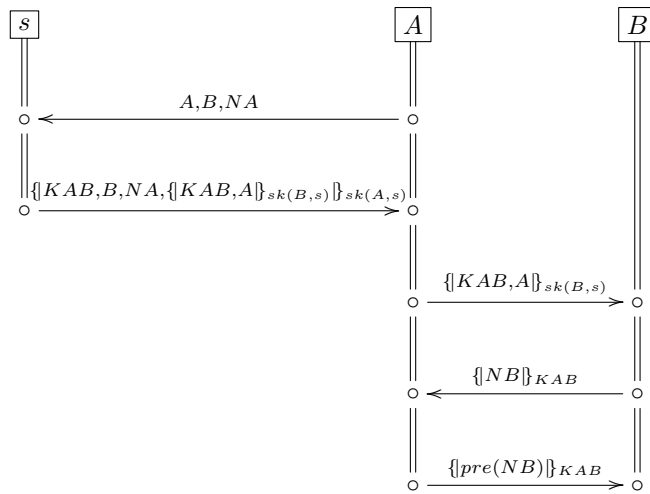 s A B
A,B,NA
{|KAB,B,NA,{|KAB,A|}sk(B,s)|}sk(A,s)
{|KAB,A|}sk(B,s)
{|NB|}KAB
{|pre(NB)|}KAB